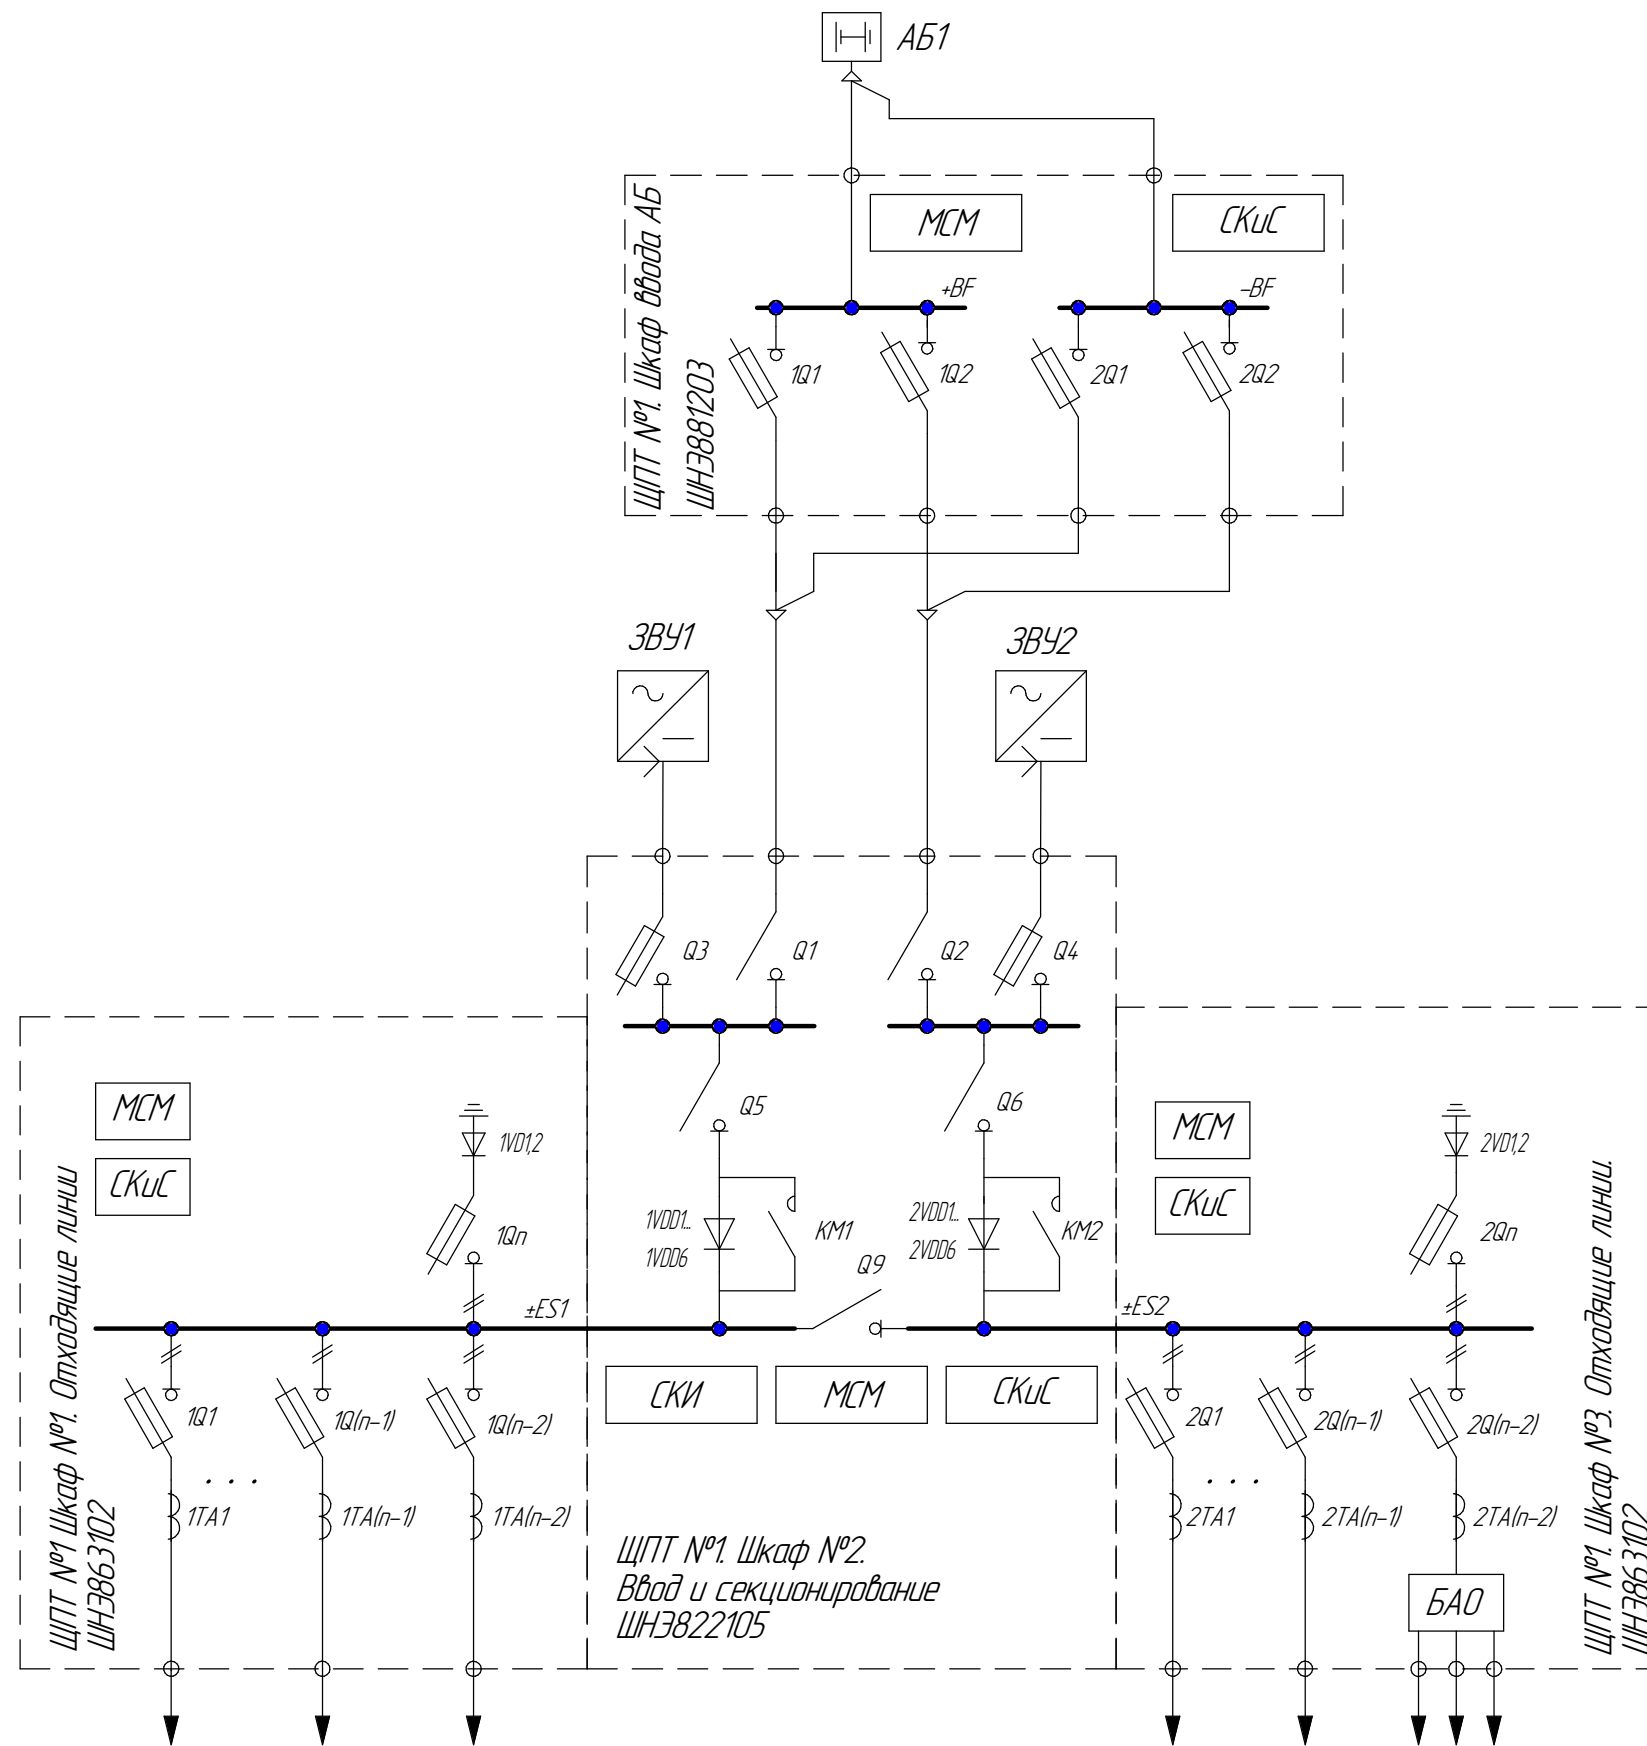 АБ1
ЩПТ №1. Шкаф ввода АБ
ШНЭ881203
МСМ
СКиС
+BF
-BF
1Q1
1Q2
2Q1
2Q2
ЗВУ1
ЗВУ2
Q3
Q1
Q2
Q4
Q5
Q6
МСМ
СКиС
1VD1,2
1Qn
1VDD1...
1VDD6
KM1
2VDD1...
2VDD6
KM2
Q9
МСМ
СКиС
2VD1,2
2Qn
±ES1
±ES2
СКИ
МСМ
СКиС
1Q1
1Q(n-1)
1Q(n-2)
2Q1
2Q(n-1)
2Q(n-2)
. . .
. . .
1TA1
1TA(n-1)
1TA(n-2)
2TA1
2TA(n-1)
2TA(n-2)
БАО
ЩПТ №1 Шкаф №1. Отходящие линии
ШНЭ863102
ЩПТ №1. Шкаф №2.
Ввод и секционирование
ШНЭ822105
ЩПТ №1. Шкаф №3. Отходящие линии.
ШНЭ863102